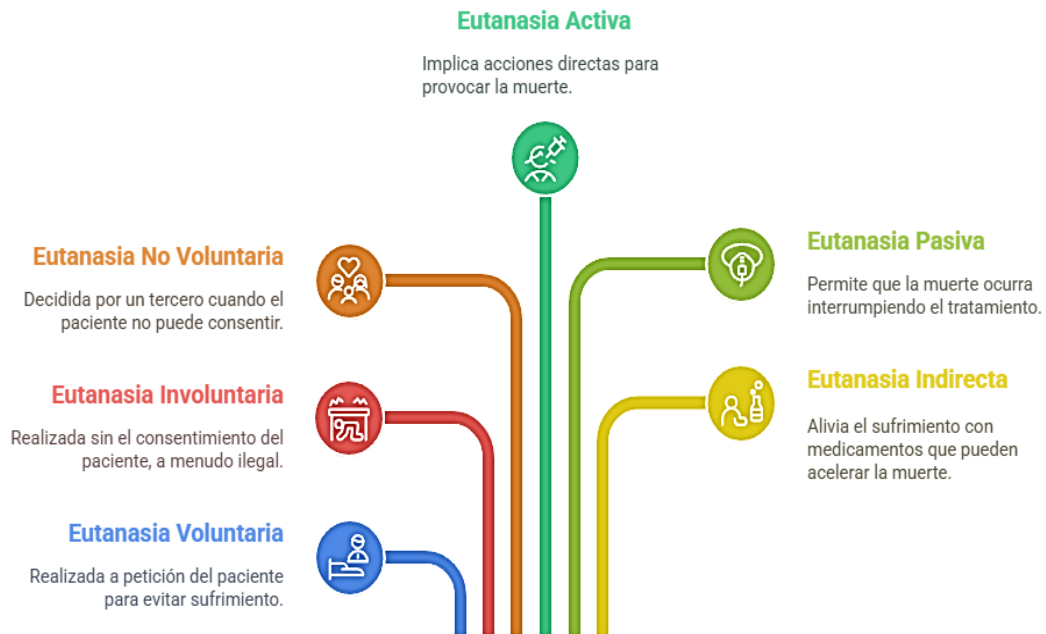 Eutanasia Activa
Implica acciones directas para
provocar la muerte.
Eutanasia No Voluntaria
Decidida por un tercero cuando el
paciente no puede consentir.
Eutanasia Pasiva
Permite que la muerte ocurra
interrumpiendo el tratamiento.
Eutanasia Involuntaria
Realizada sin el consentimiento del
paciente, a menudo ilegal.
Eutanasia Indirecta
Alivia el sufrimiento con
medicamentos que pueden
acelerar la muerte.
Eutanasia Voluntaria
Realizada a petición del paciente
para evitar sufrimiento.